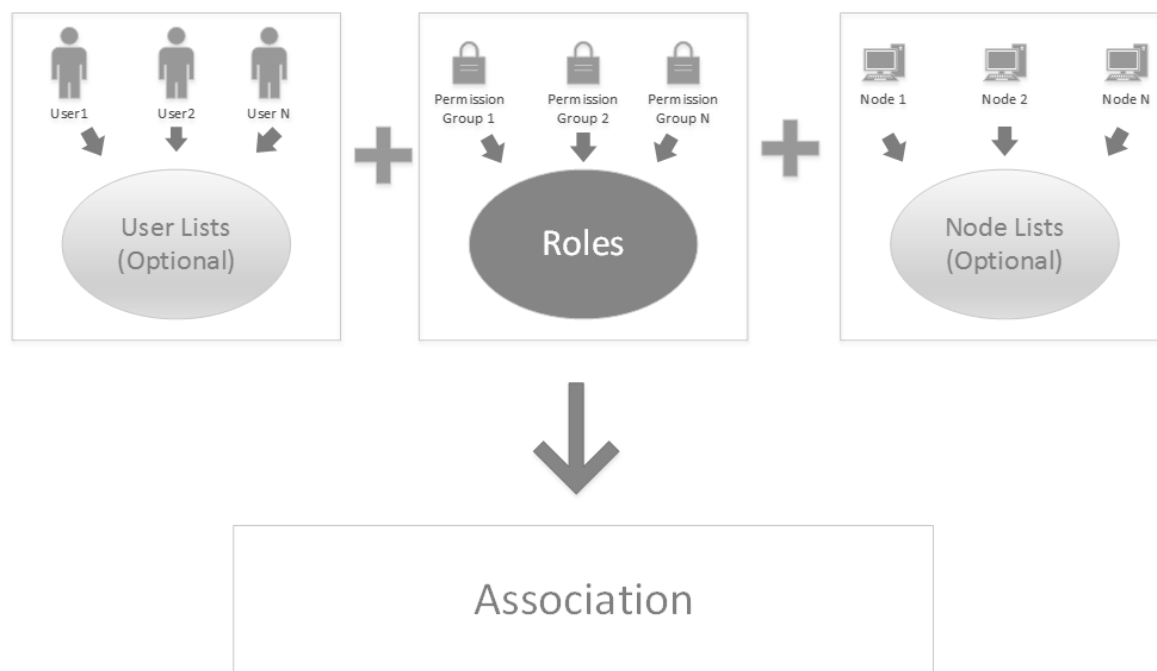 User1
User2
User N
User Lists
(Optional)
Permission
Group 1
Permission
Group 2
Permission
Group N
Roles
Node 1
Node 2
Node N
Node Lists
(Optional)
Association